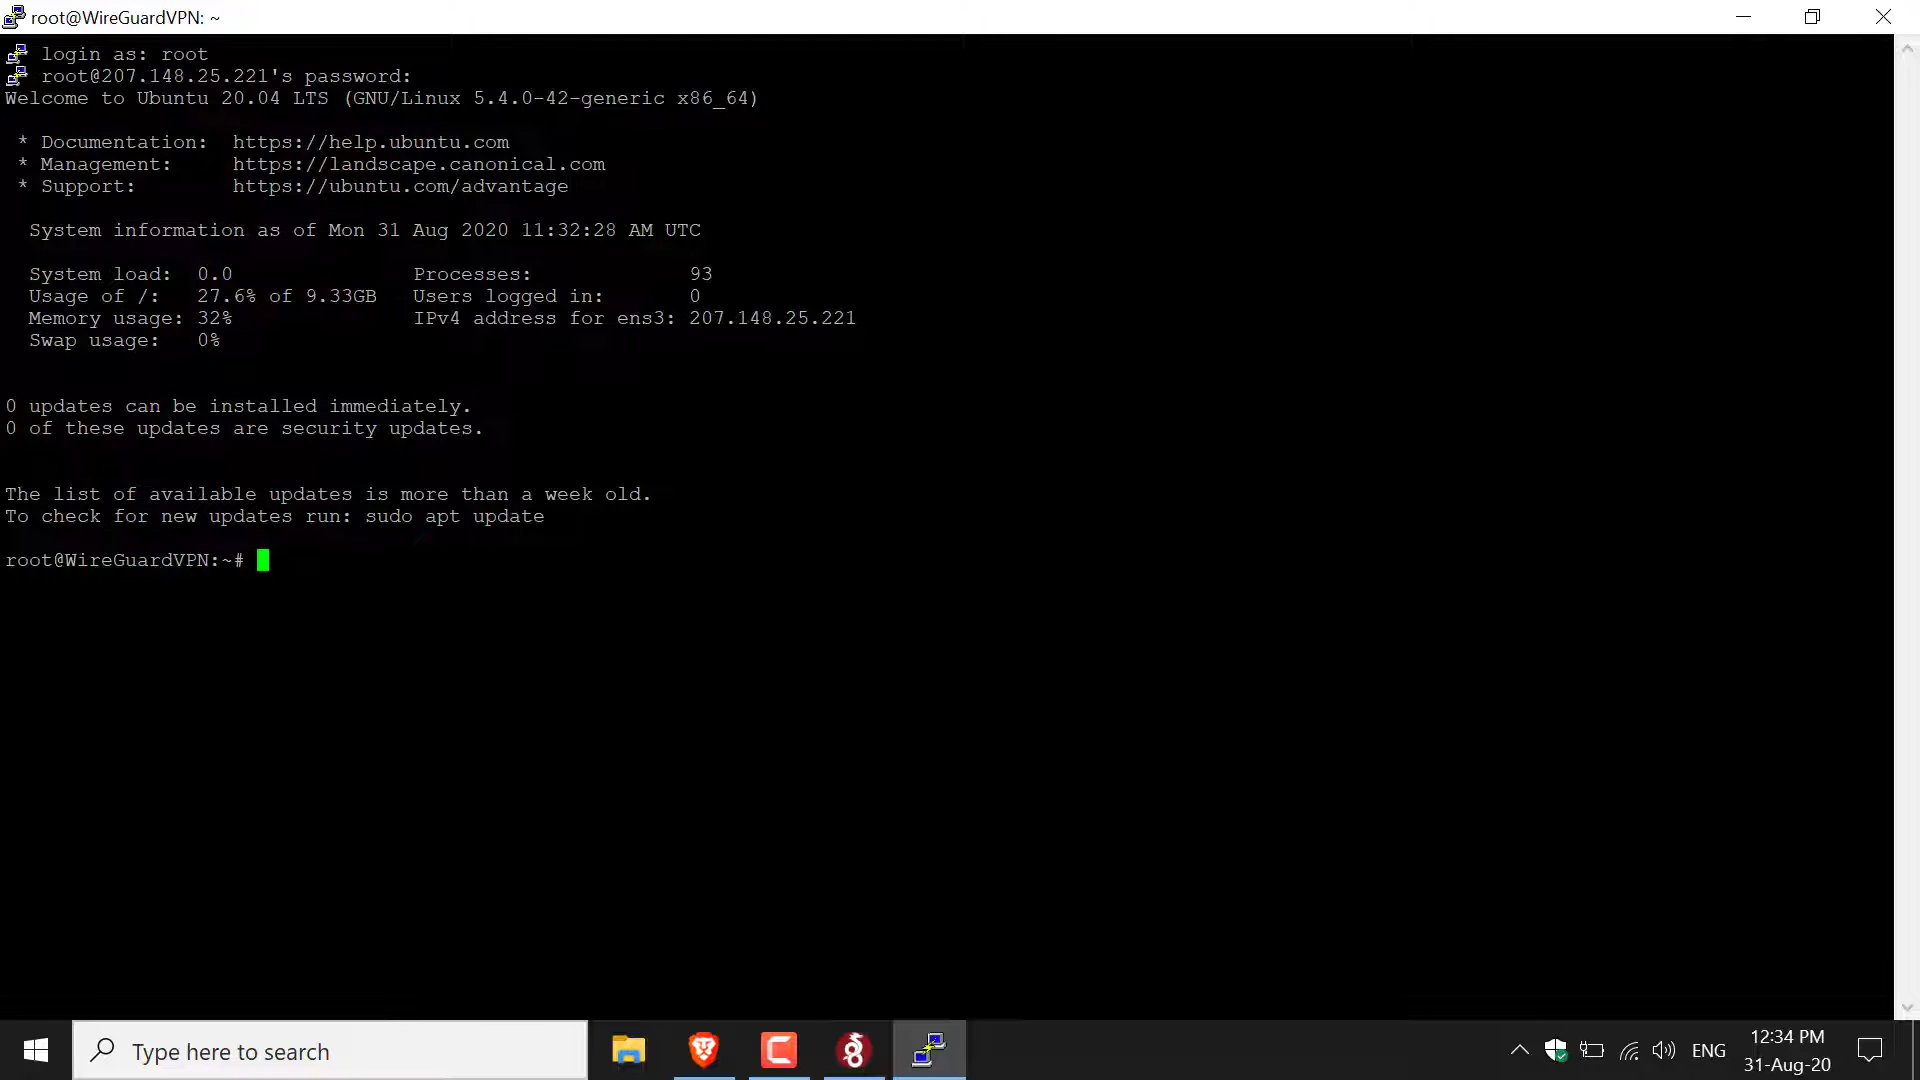 root@WireGuardVPN: ~
login as: root
root@207.148.25.221's password:
Welcome to Ubuntu 20.04 LTS (GNU/Linux 5.4.0-42-generic x86_64)
* Documentation:  https://help.ubuntu.com
* Management:     https://landscape.canonical.com
* Support:        https://ubuntu.com/advantage
System information as of Mon 31 Aug 2020 11:32:28 AM UTC
System load:  0.0               Processes:             93
Usage of /:   27.6% of 9.33GB   Users logged in:       0
Memory usage: 32%               IPv4 address for ens3: 207.148.25.221
Swap usage:   0%
0 updates can be installed immediately.
0 of these updates are security updates.
The list of available updates is more than a week old.
To check for new updates run: sudo apt update
root@WireGuardVPN:~#
Type here to search
ENG
12:34 PM
31-Aug-20